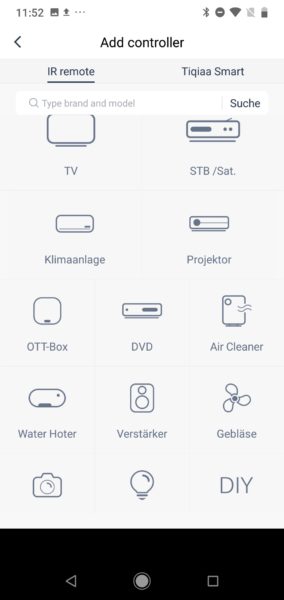 11:52
Add controller
IR remote Tiqiaa Smart
Type brand and model Suche
TV STB /Sat.
Klimaanlage Projektor
OTT-Box DVD Air Cleaner
Water Hoter Verstärker Gebläse
DIY